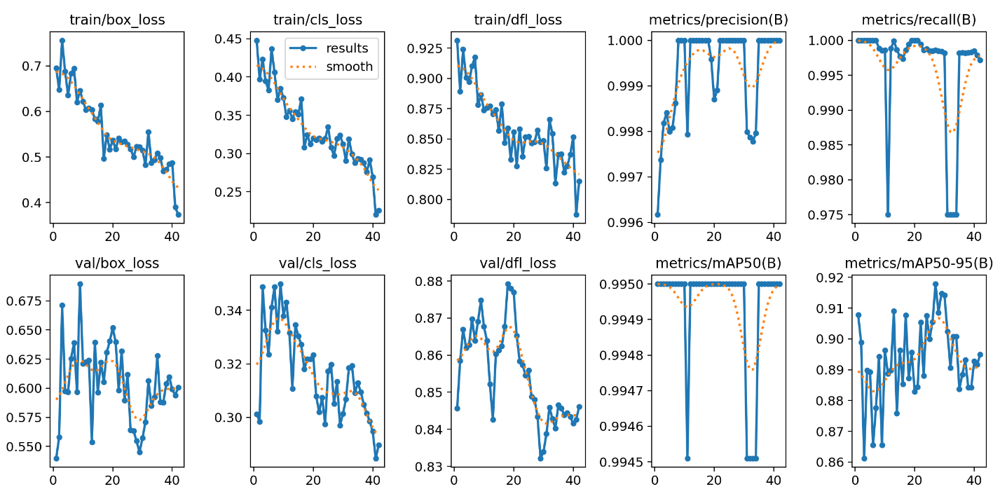 train/box_loss
train/cls_loss
train/dfl_loss
metrics/precision(B)
metrics/recall(B)
0.7
0.6
0.5
0.4
0 20 40
0.45
0.40
0.35
0.30
0.25
results
smooth
0 20 40
0.925
0.900
0.875
0.850
0.825
0.800
0 20 40
1.000
0.999
0.998
0.997
0.996
0 20 40
1.000
0.995
0.990
0.985
0.980
0.975
0 20 40
val/box_loss
val/cls_loss
val/dfl_loss
metrics/mAP50(B)
metrics/mAP50-95(B)
0.675
0.650
0.625
0.600
0.575
0.550
0 20 40
0.34
0.32
0.30
0 20 40
0.88
0.87
0.86
0.85
0.84
0.83
0 20 40
0.9950
0.9949
0.9948
0.9947
0.9946
0.9945
0 20 40
0.92
0.91
0.90
0.89
0.88
0.87
0.86
0 20 40